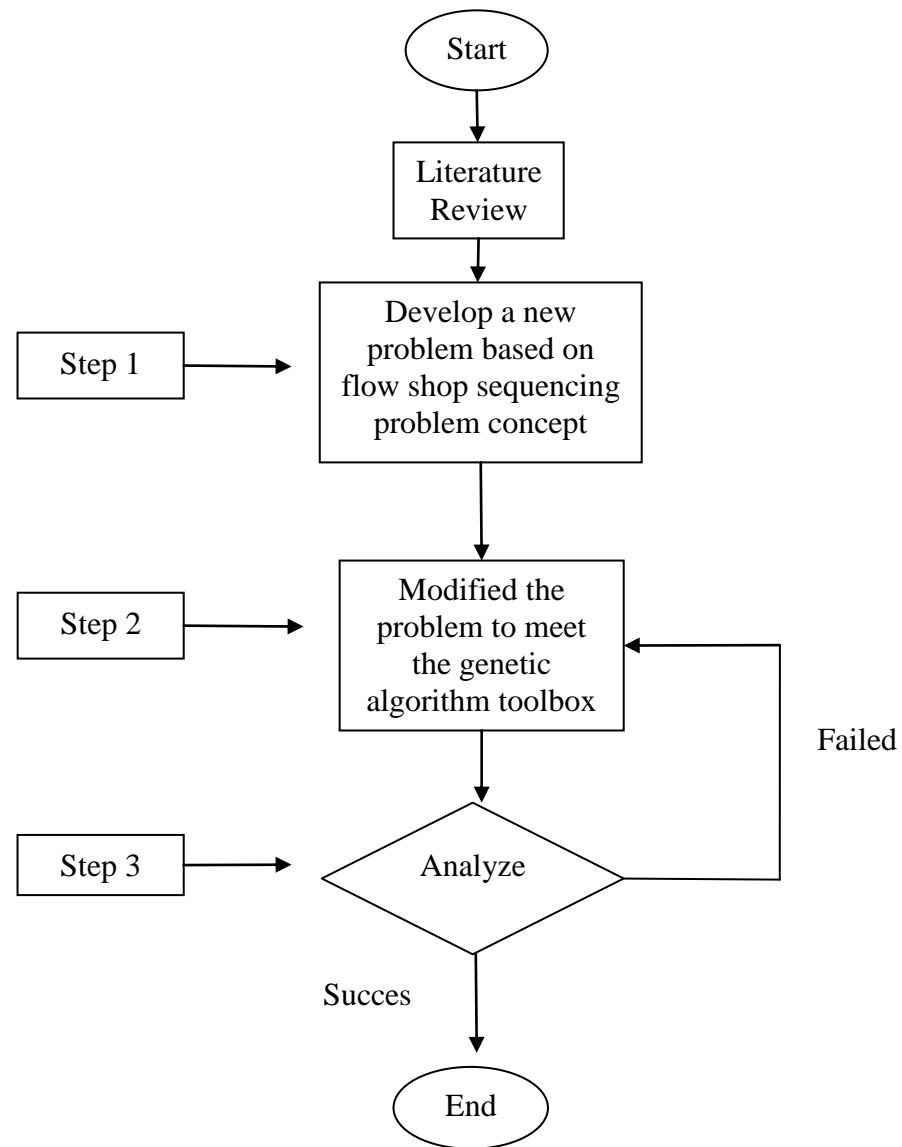 Start
Literature
Review
Step 1
Develop a new
problem based on
flow shop sequencing
problem concept
Step 2
Modified the
problem to meet
the genetic
algorithm toolbox
Failed
Step 3
Analyze
Succes
End